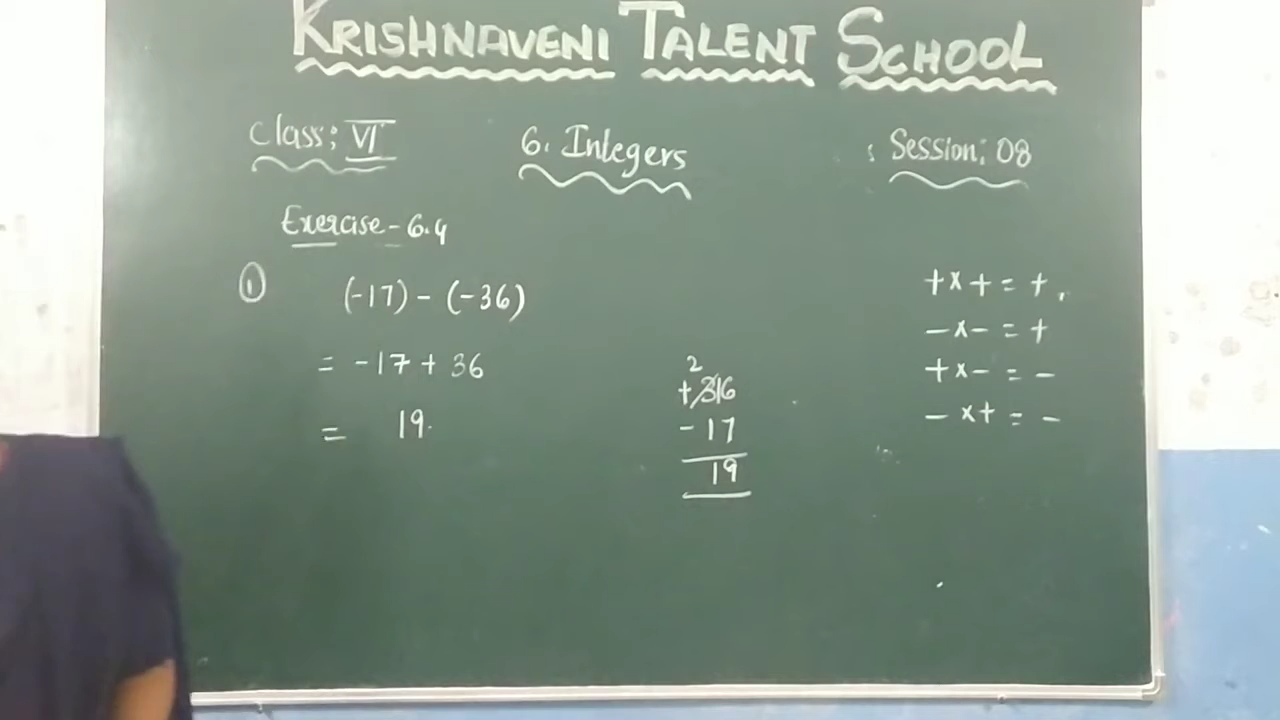 KRISHNAVENI TALENT SCHOOL
Class: VI 6. Integers Session: 08
Exercise - 6.4
① (-17) - (-36)
= -17 + 36
= 19.
2
+316
- 17
19
+ x + = +
- x - = +
+ x - = -
- x + = -